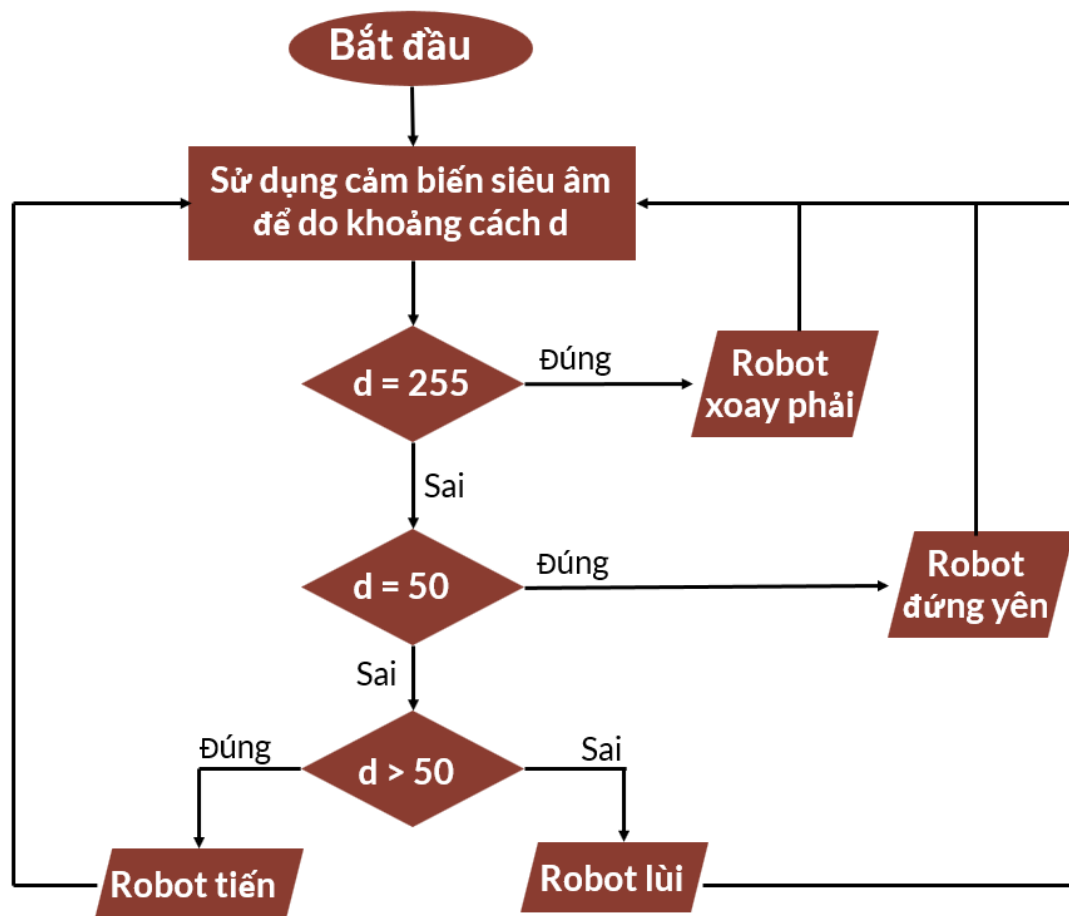 Bắt đầu
Sử dụng cảm biến siêu âm
để do khoảng cách d
d = 255
Đúng
Robot
xoay phải
Sai
d = 50
Đúng
Robot
đứng yên
Sai
d > 50
Đúng
Sai
Robot tiến
Robot lùi